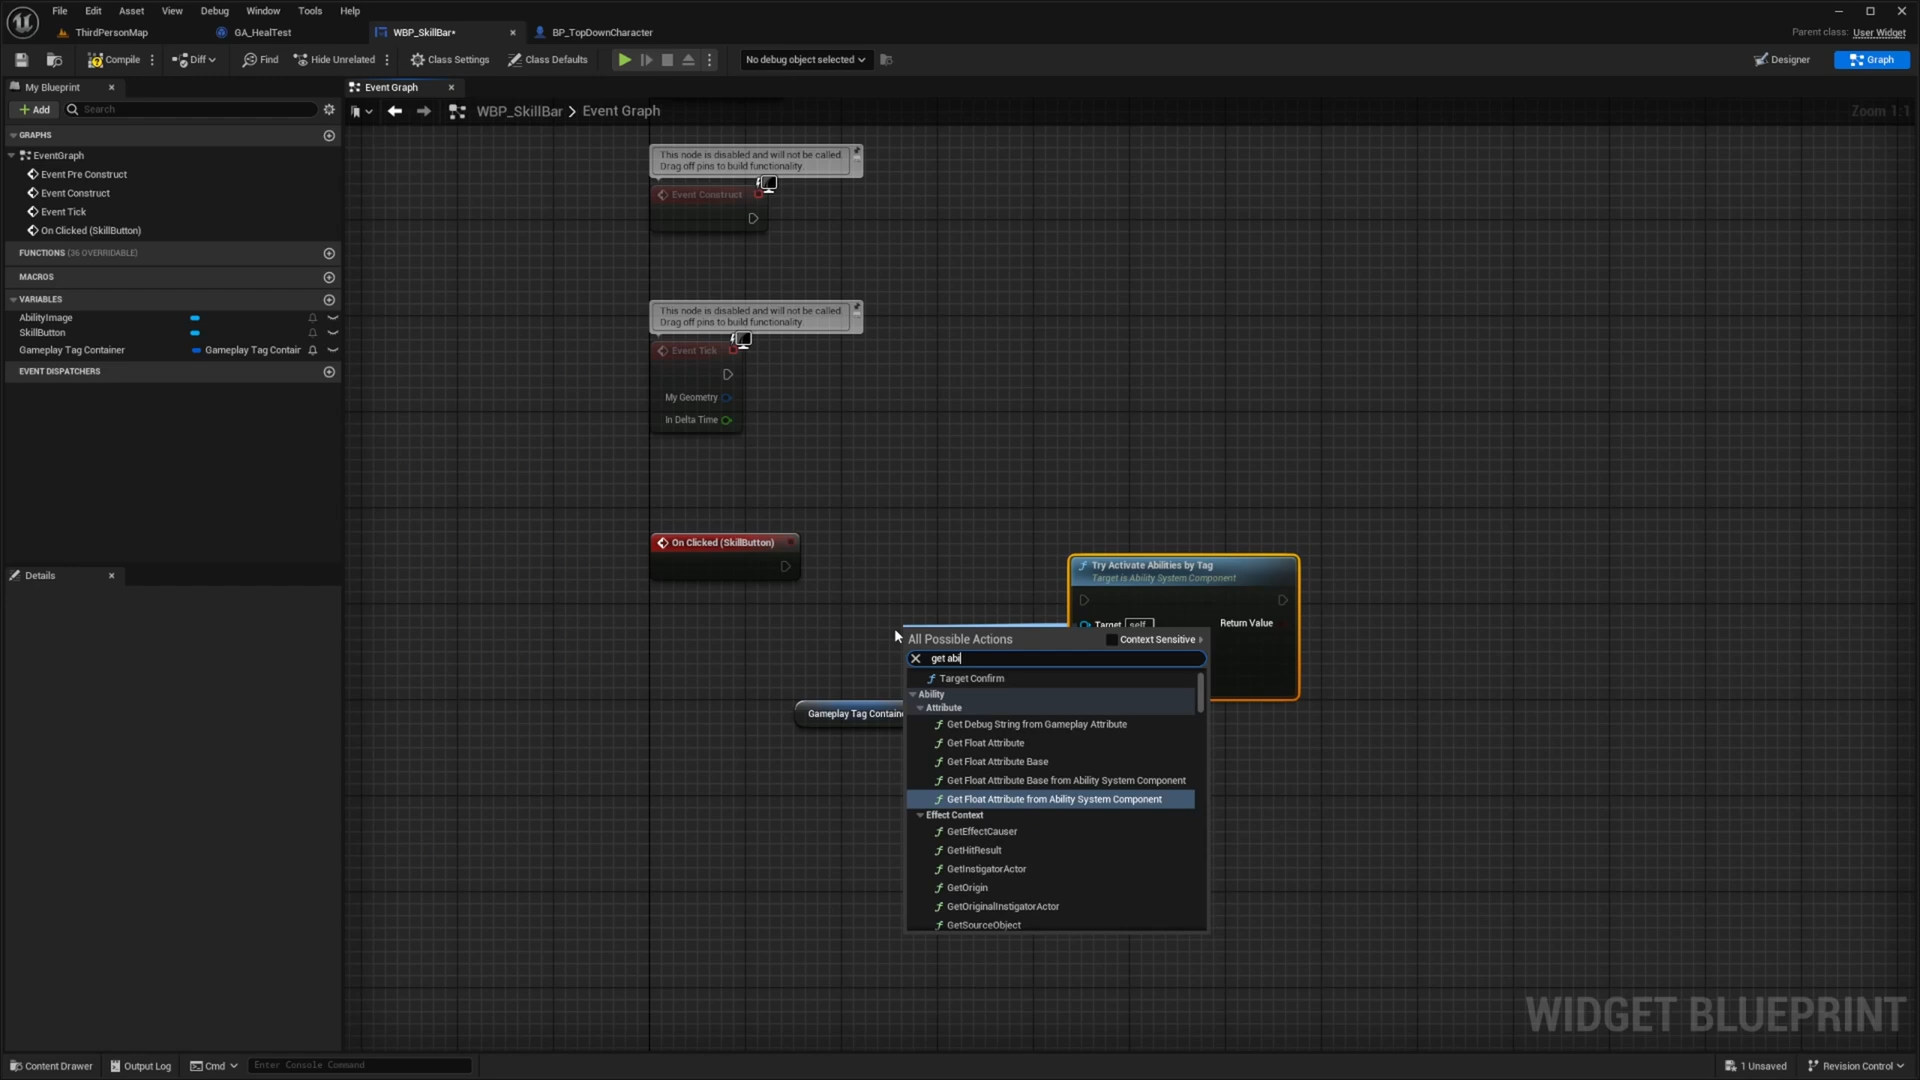 File Edit Asset View Debug Window Tools Help
ThirdPersonMap GA_HealTest WBP_SkillBar• BP_TopDownCharacter
Parent class: User Widget
Compile Diff Find Hide Unrelated Class Settings Class Defaults No debug object selected Designer Graph
My Blueprint Event Graph
Add Search WBP_SkillBar > Event Graph Zoom 1:1
GRAPHS
EventGraph
Event Pre Construct
Event Construct
Event Tick
On Clicked (SkillButton)
FUNCTIONS (35 OVERRIDABLE)
MACROS
VARIABLES
AbilityImage
SkillButton
Gameplay Tag Container Gameplay Tag Contair
EVENT DISPATCHERS
Details
This node is disabled and will not be called.
Drag off pins to build functionality.
Event Construct
This node is disabled and will not be called.
Drag off pins to build functionality.
Event Tick
My Geometry
In Delta Time
On Clicked (SkillButton)
Try Activate Abilities by Tag
Target is Ability System Component
Target self Return Value
Gameplay Tag Containe
All Possible Actions Context Sensitive
get abi
Target Confirm
Ability
Attribute
Get Debug String from Gameplay Attribute
Get Float Attribute
Get Float Attribute Base
Get Float Attribute Base from Ability System Component
Get Float Attribute from Ability System Component
Effect Context
GetEffectCauser
GetHitResult
GetInstigatorActor
GetOrigin
GetOriginalInstigatorActor
GetSourceObject
WIDGET BLUEPRINT
Content Drawer Output Log Cmd Enter Console Command 1 Unsaved Revision Control